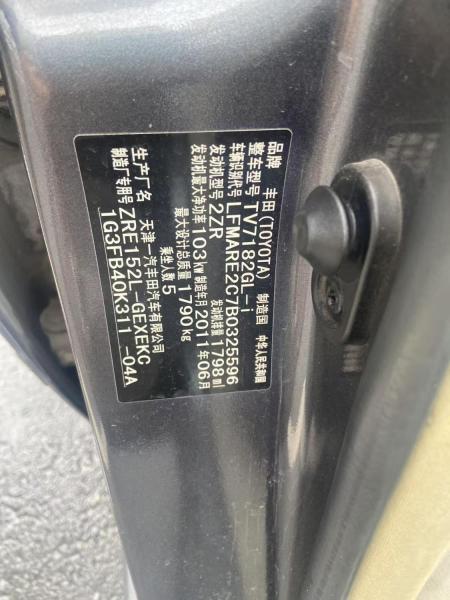 品牌 丰田(TOYOTA) 制造国 中华人民共和国
整车型号 TV7182GL-i
车辆识别代号 LFMARE2C7B0325596
发动机型号 2ZR 发动机排量 1798 ml
发动机最大净功率 103kw 制造年月 2011年06月
最大设计总质量 1790kg
乘坐人数 5
生产厂名 天津一汽丰田汽车有限公司
制造厂专用号 ZRE152L-GEXEKC
1G3FB40K311 -04A